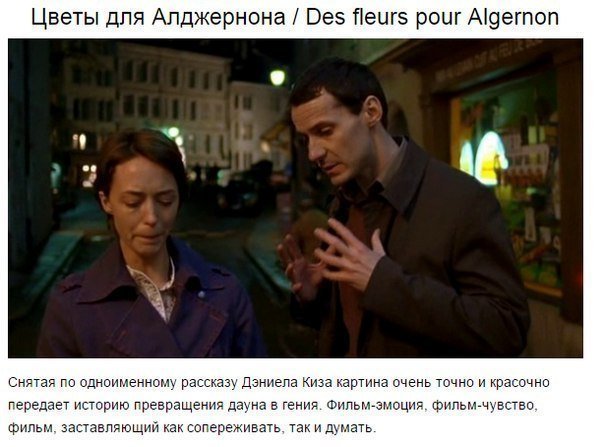 Цветы для Алджернона / Des fleurs pour Algernon
Снятая по одноименному рассказу Дэниела Киза картина очень точно и красочно
передает историю превращения дауна в гения. Фильм-эмоция, фильм-чувство,
фильм, заставляющий как сопереживать, так и думать.